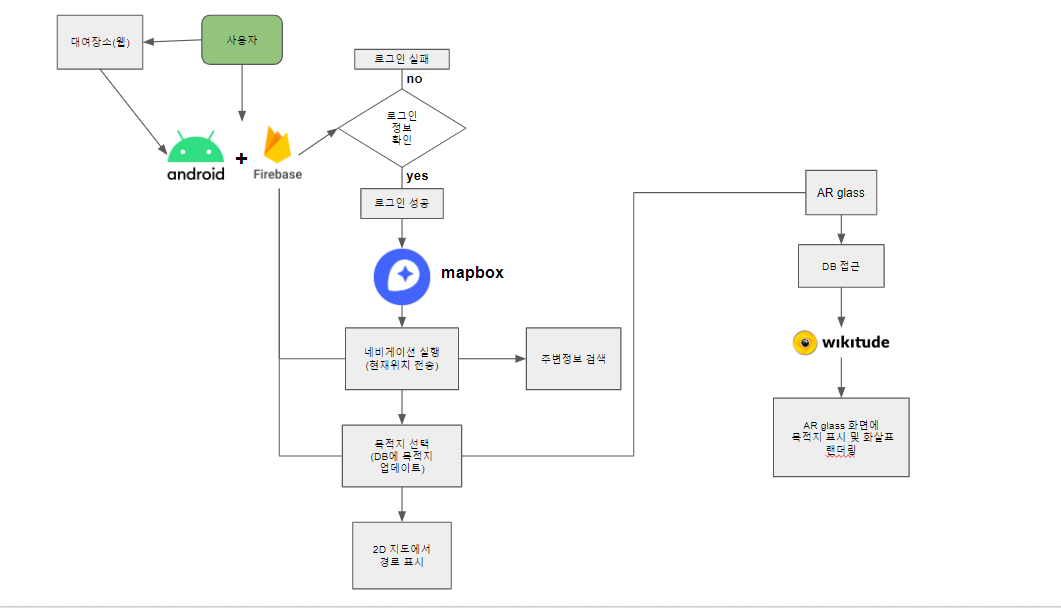 대여장소(웹)
사용자
로그인 실패
no
로그인
정보
확인
android
+
Firebase
yes
로그인 성공
mapbox
네비게이션 실행
(현재위치 전송)
주변정보 검색
목적지 선택
(DB에 목적지
업데이트)
2D 지도에서
경로 표시
AR glass
DB 접근
wikitude
AR glass 화면에
목적지 표시 및 화살표
랜더링